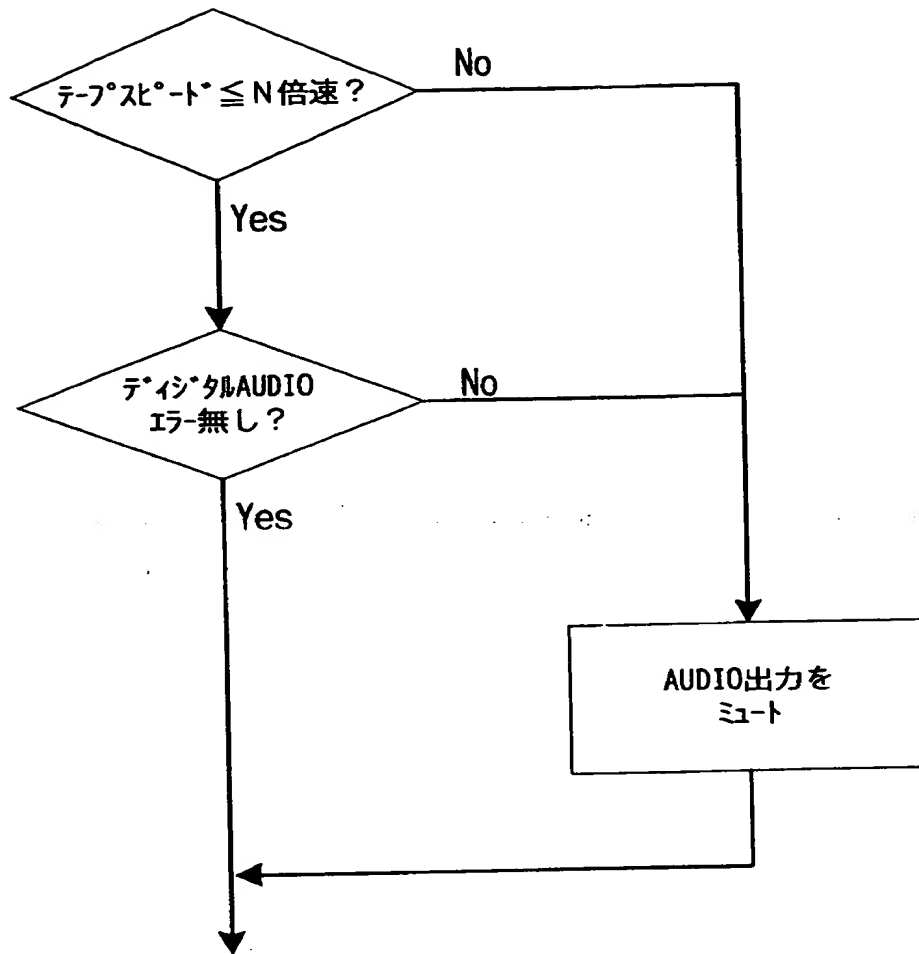 ﾃｰﾌﾟｽﾋﾟｰﾄﾞ≦N倍速？
No
Yes
ﾃﾞｨｼﾞﾀﾙAUDIO
ｴﾗｰ無し？
No
Yes
AUDIO出力を
ﾐｭｰﾄ